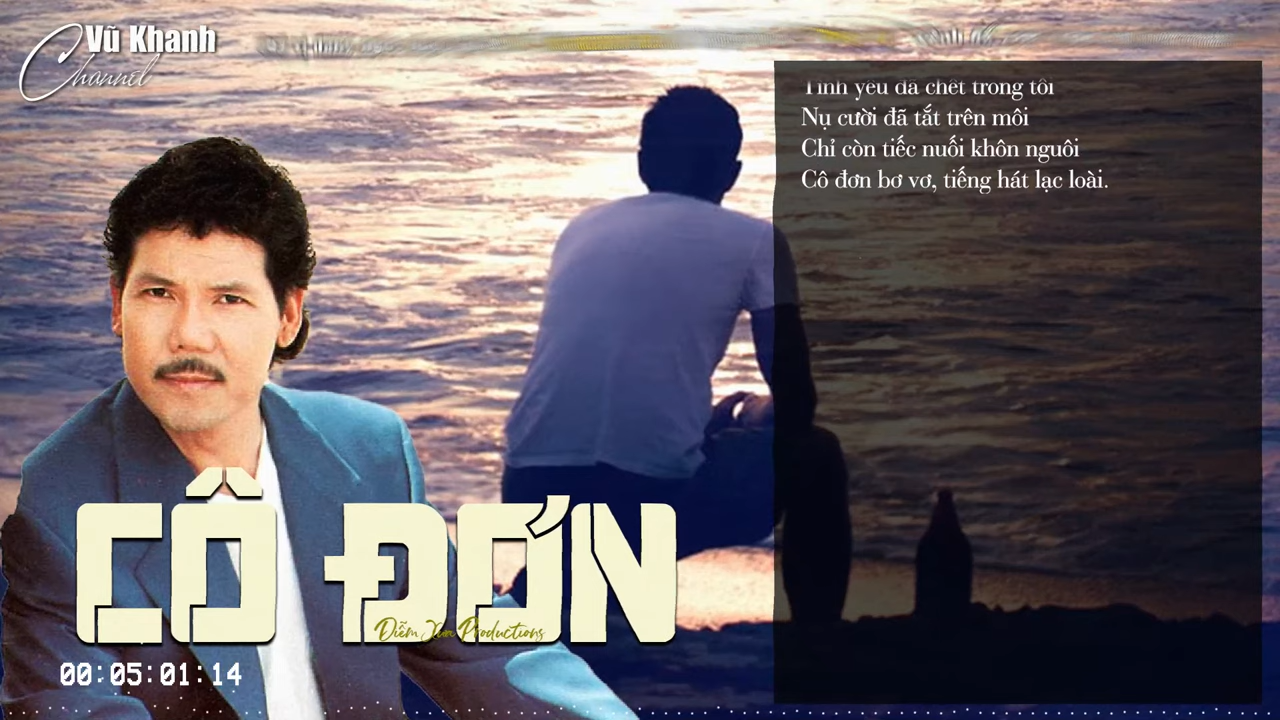 Vũ Khanh
Channel
Tình yêu đã chết trong tôi
Nụ cười đã tắt trên môi
Chỉ còn tiếc nuối khôn nguôi
Cô đơn bơ vơ, tiếng hát lạc loài.
CÔ ĐƠN
Diễm Xưa Productions
00:05:01:14